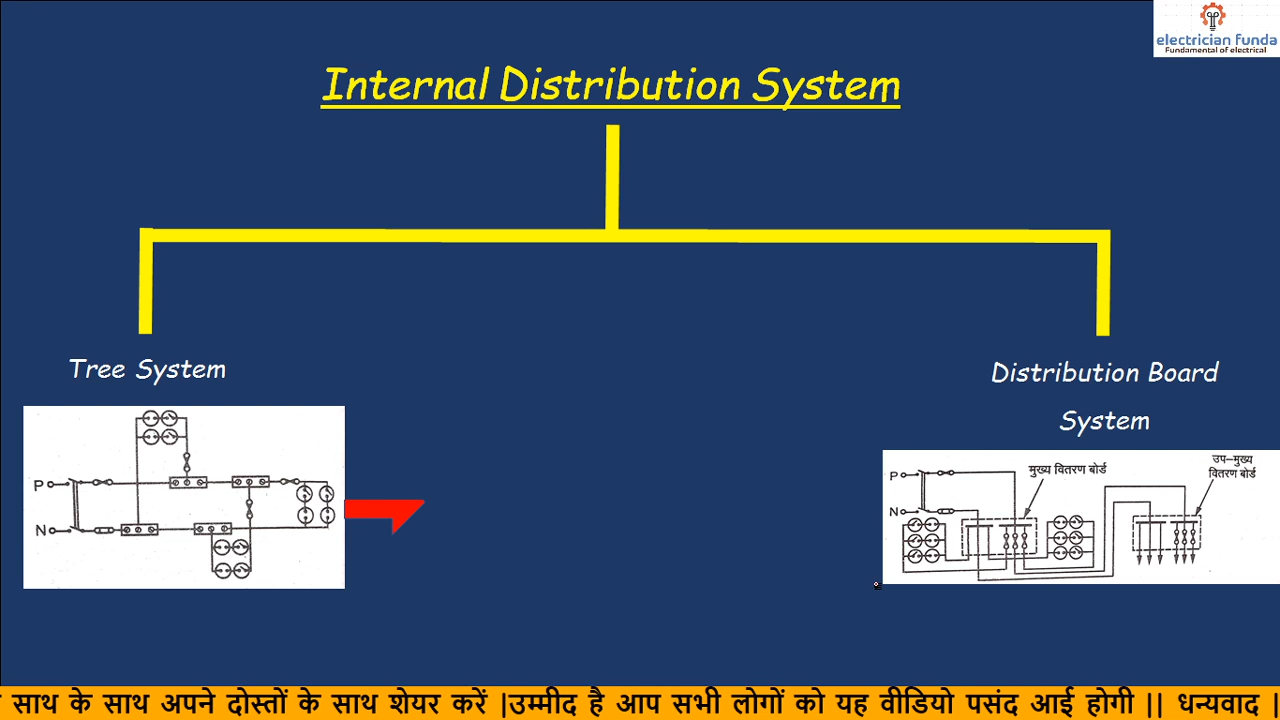 electrician funda
Fundamental of electrical
Internal Distribution System
Tree System
Distribution Board
System
P
N
मुख्य वितरण बोर्ड
उप-मुख्य
वितरण बोर्ड
P
N
साथ के साथ अपने दोस्तों के साथ शेयर करें |उम्मीद है आप सभी लोगों को यह वीडियो पसंद आई होगी || धन्यवाद |